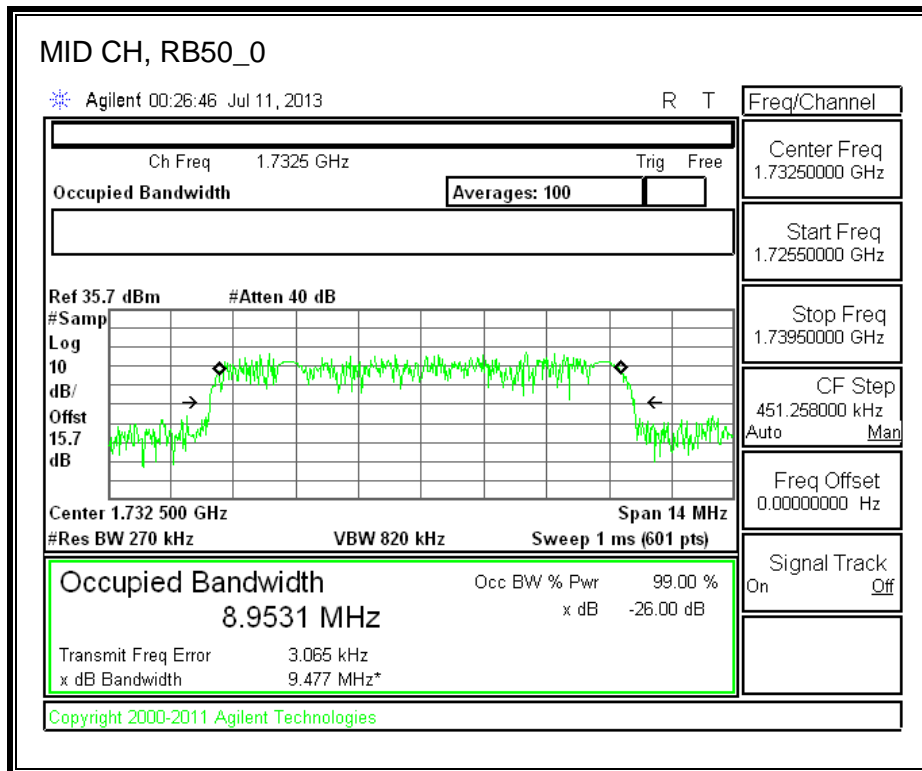 MID CH, RB50_0
Agilent 00:26:46 Jul 11, 2013 R T
Freq/Channel
Ch Freq 1.7325 GHz Trig Free
Occupied Bandwidth Averages: 100
Center Freq
1.73250000 GHz
Start Freq
1.72550000 GHz
Stop Freq
1.73950000 GHz
CF Step
451.258000 kHz
Auto Man
Freq Offset
0.00000000 Hz
Signal Track
On Off
Ref 35.7 dBm #Atten 40 dB
#Samp
Log
10
dB/
Offst
15.7
dB
Center 1.732 500 GHz Span 14 MHz
#Res BW 270 kHz VBW 820 kHz Sweep 1 ms (601 pts)
Occupied Bandwidth Occ BW % Pwr 99.00 %
8.9531 MHz x dB -26.00 dB
Transmit Freq Error 3.065 kHz
x dB Bandwidth 9.477 MHz*
Copyright 2000-2011 Agilent Technologies